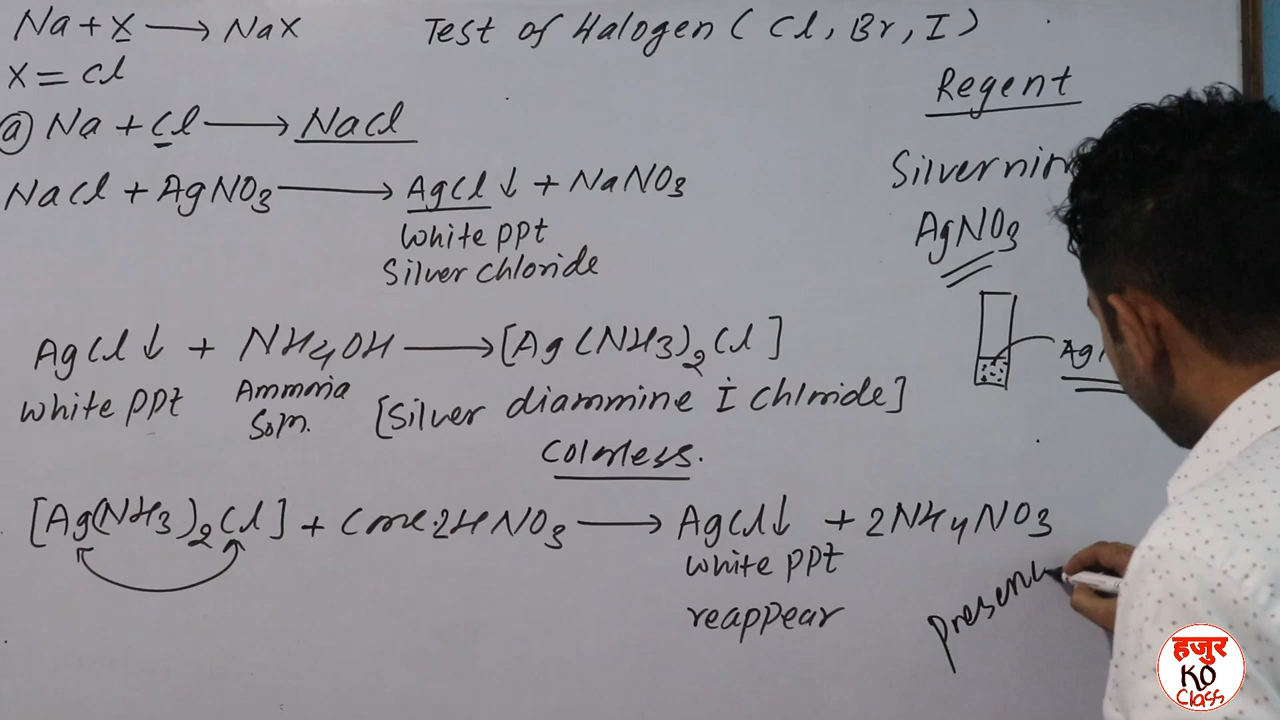 Na + X ⟶ NaX
Test of Halogen ( Cl, Br, I )
X = Cl
Regent
ⓐ Na + Cl ⟶ NaCl
NaCl + AgNO3 ⟶ AgCl ↓ + NaNO3
white ppt
Silver chloride
AgNO3
AgCl ↓ + NH4OH ⟶ [Ag(NH3)2Cl]
white ppt
Ammonia
Soln.
[Silver diammine I chloride]
Colorless.
[Ag(NH3)2Cl] + Conc. 2HNO3 ⟶ AgCl ↓ + 2NH4NO3
white ppt
reappear
हजुर
KO
Class